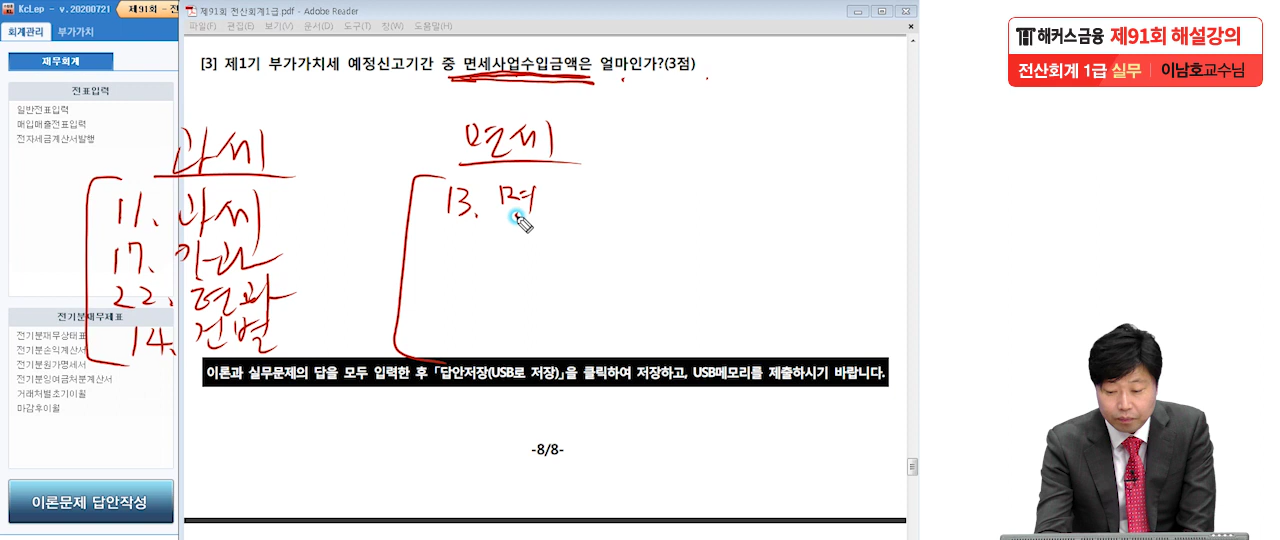 KcLep - v.20200721
제91회 - 전
회계관리
부가가치
재무회계
전표입력
일반전표입력
매입매출전표입력
전자세금계산서발행
전기분재무제표
전기분재무상태표
전기분손익계산서
전기분원가명세서
전기분잉여금처분계산서
거래처별초기이월
마감후이월
이론문제 답안작성
제91회 전산회계1급.pdf - Adobe Reader
파일(F) 편집(E) 보기(V) 문서(D) 도구(T) 창(W) 도움말(H)
[3] 제1기 부가가치세 예정신고기간 중 면세사업수입금액은 얼마인가?(3점)
과세
11. 과세
17. 카과
22. 현과
14. 건별
면세
13. 며
이론과 실무문제의 답을 모두 입력한 후 「답안저장(USB로 저장)」을 클릭하여 저장하고, USB메모리를 제출하시기 바랍니다.
-8/8-
해커스금융 제91회 해설강의
전산회계 1급 실무 이남호교수님